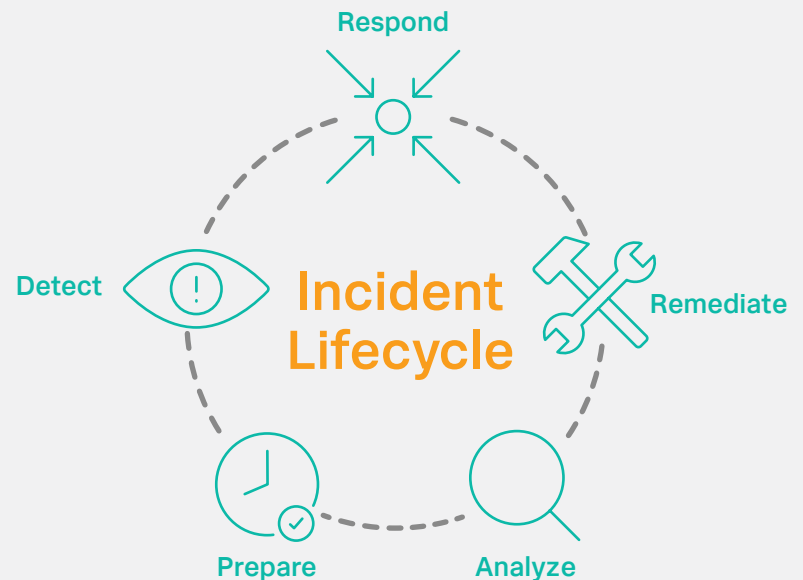 Respond
Detect
Incident
Lifecycle
Remediate
Prepare
Analyze